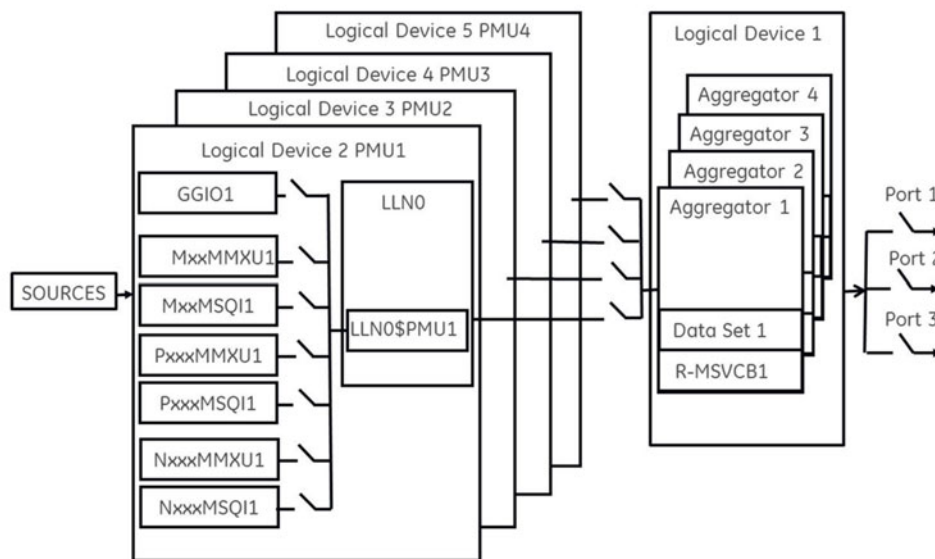 Logical Device 5 PMU4
Logical Device 4 PMU3
Logical Device 3 PMU2
Logical Device 2 PMU1
SOURCES
GGIO1
MxxMMXU1
MxxMSQI1
PxxxMMXU1
PxxxMSQI1
NxxxMMXU1
NxxxMSQI1
LLN0
LLN0$PMU1
Logical Device 1
Aggregator 4
Aggregator 3
Aggregator 2
Aggregator 1
Data Set 1
R-MSVCB1
Port 1
Port 2
Port 3